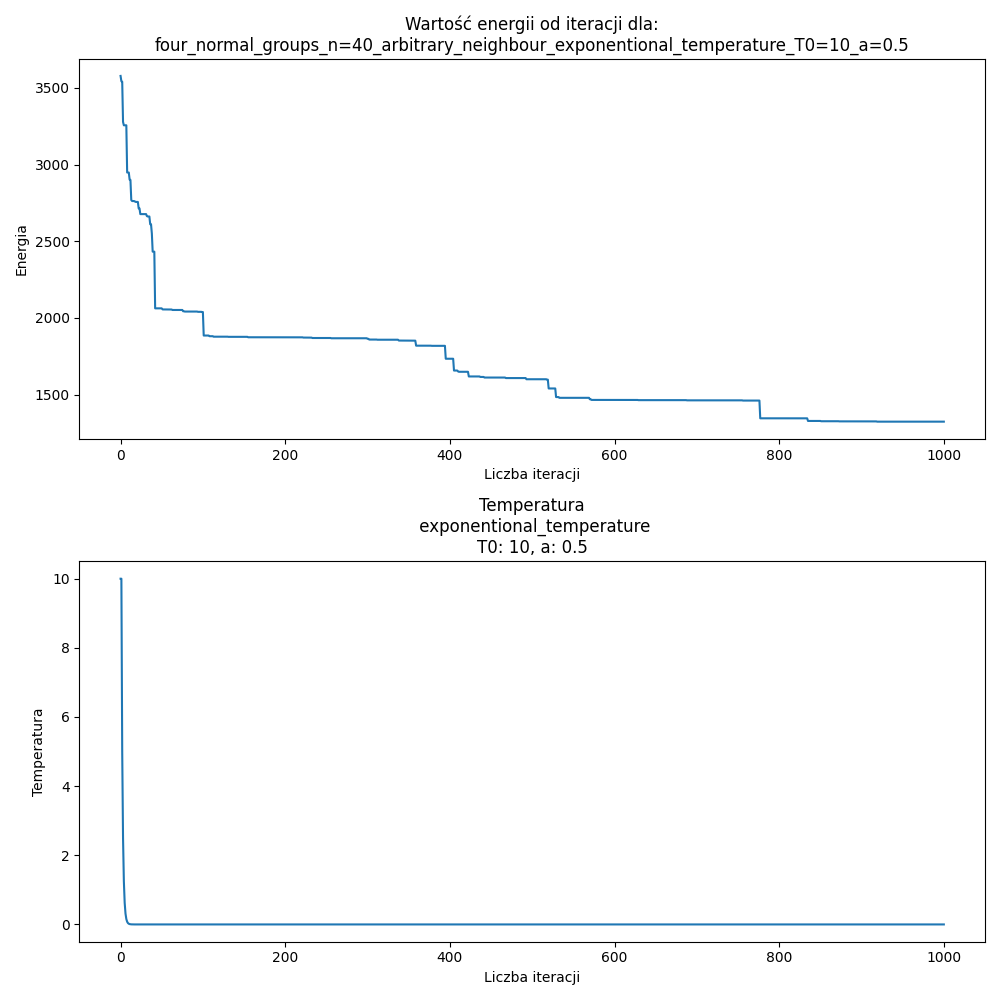 Wartość energii od iteracji dla:
four_normal_groups_n=40_arbitrary_neighbour_exponentional_temperature_T0=10_a=0.5
3500
3000
2500
2000
1500
Energia
0 200 400 600 800 1000
Liczba iteracji
Temperatura
exponentional_temperature
T0: 10, a: 0.5
10
8
6
4
2
0
Temperatura
0 200 400 600 800 1000
Liczba iteracji